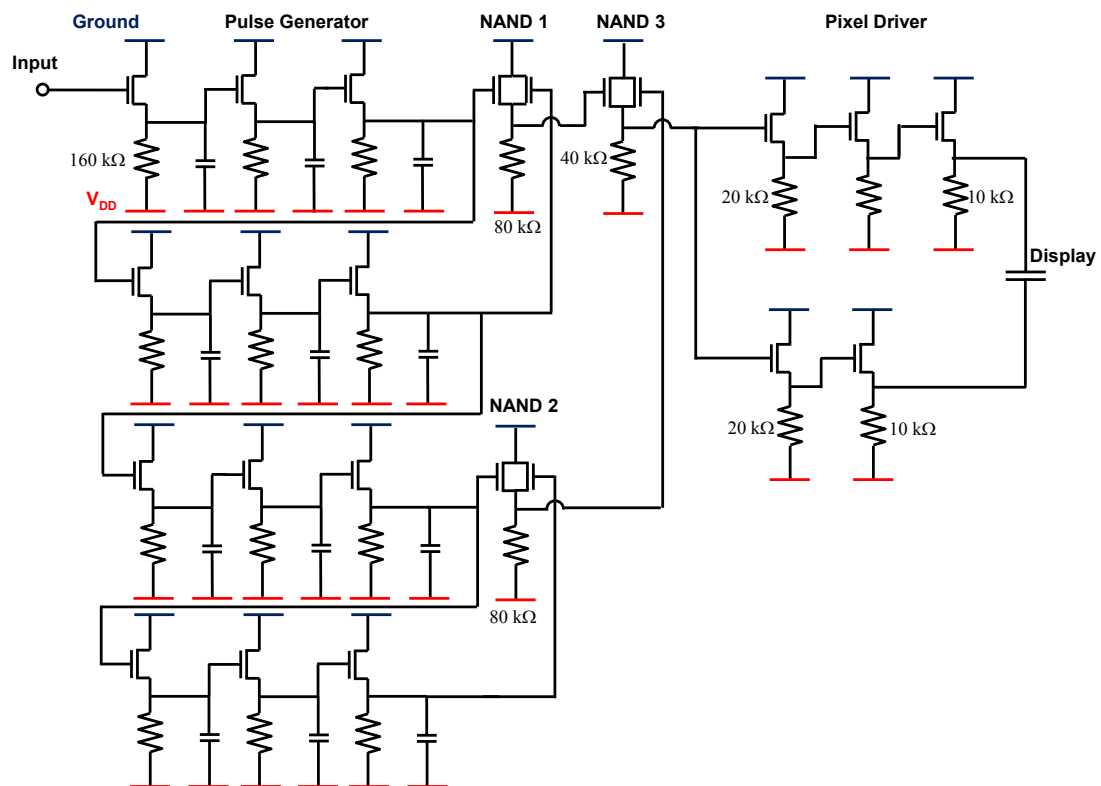 Ground
Pulse Generator
NAND 1
NAND 3
Pixel Driver
Input
160 kΩ
40 kΩ
20 kΩ
10 kΩ
V_DD
80 kΩ
Display
NAND 2
20 kΩ
10 kΩ
80 kΩ